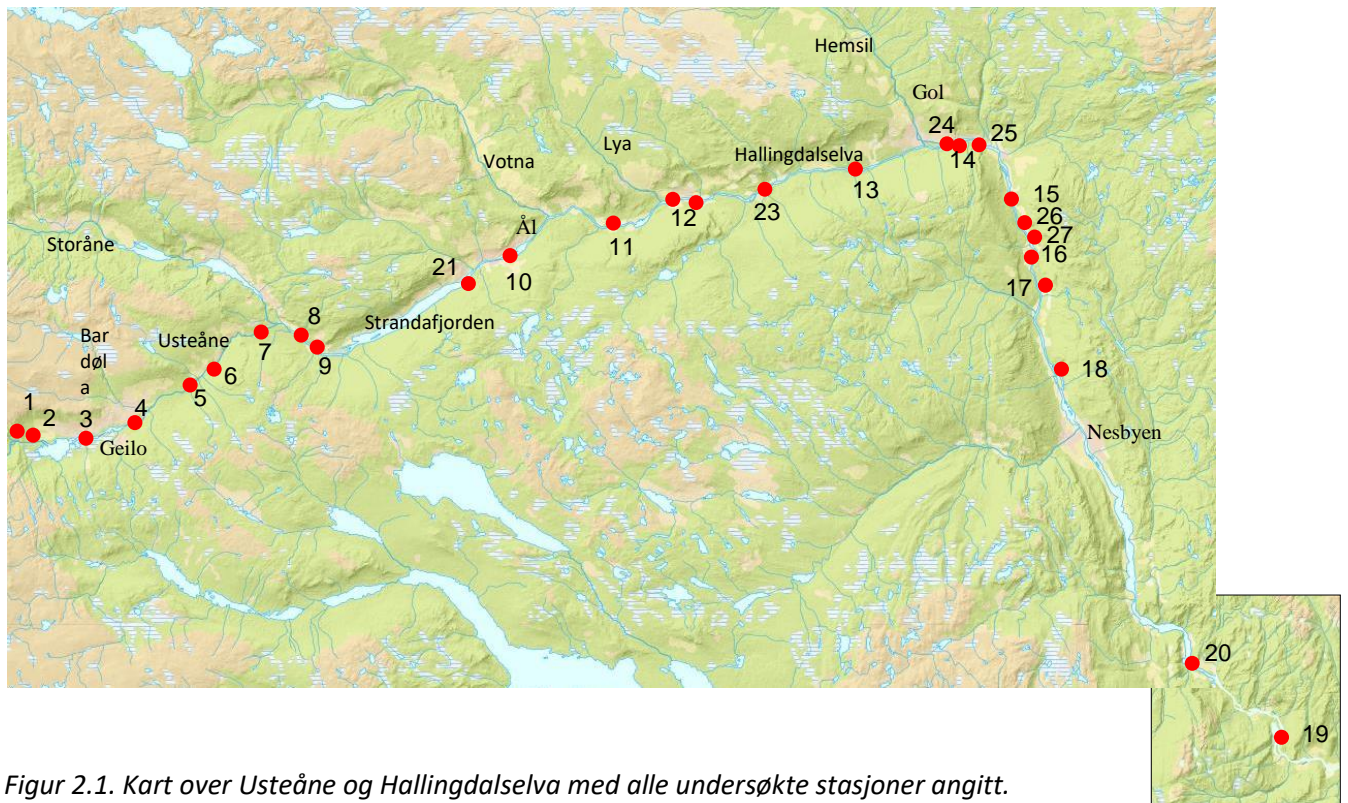 Hemsil
Gol
24
14
25
Lya
Hallingdalselva
Votna
13
12
23
15
26
27
16
17
11
Ål
10
21
Storåne
Strandafjorden
8
9
7
Usteåne
6
5
Bar
døl
a
18
1
2
3
4
Geilo
Nesbyen
20
19
Figur 2.1. Kart over Usteåne og Hallingdalselva med alle undersøkte stasjoner angitt.